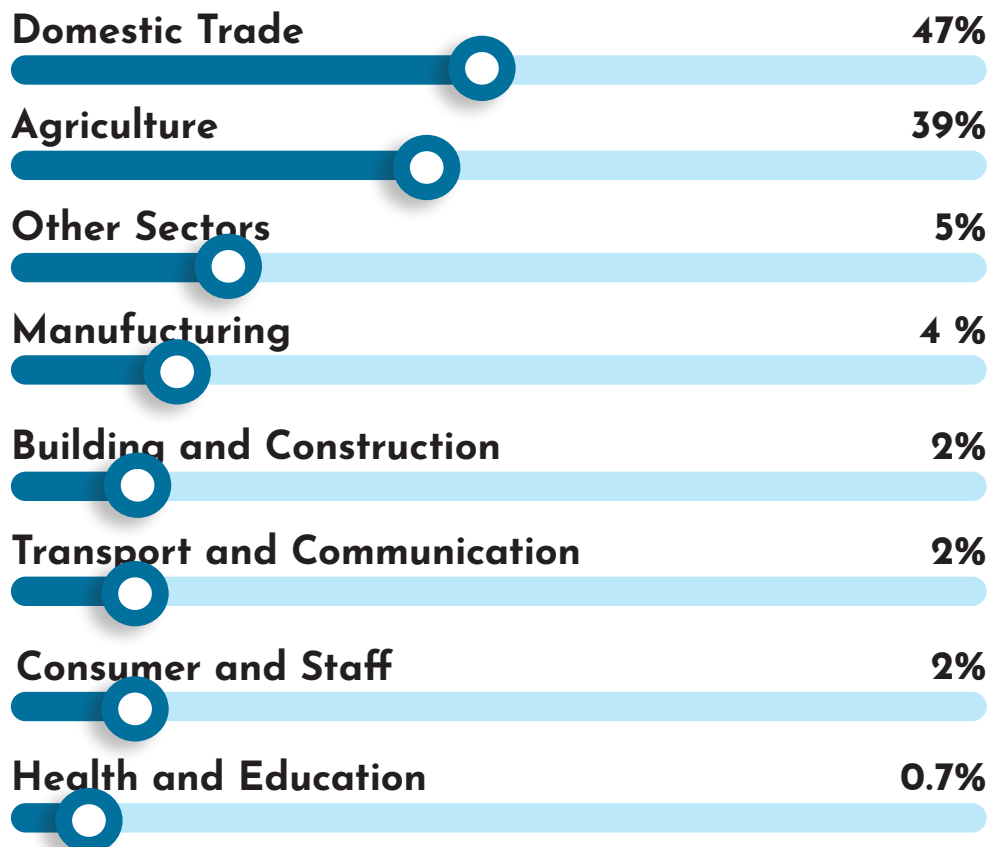 Domestic Trade 47%
Agriculture 39%
Other Sectors 5%
Manufucturing 4 %
Building and Construction 2%
Transport and Communication 2%
Consumer and Staff 2%
Health and Education 0.7%